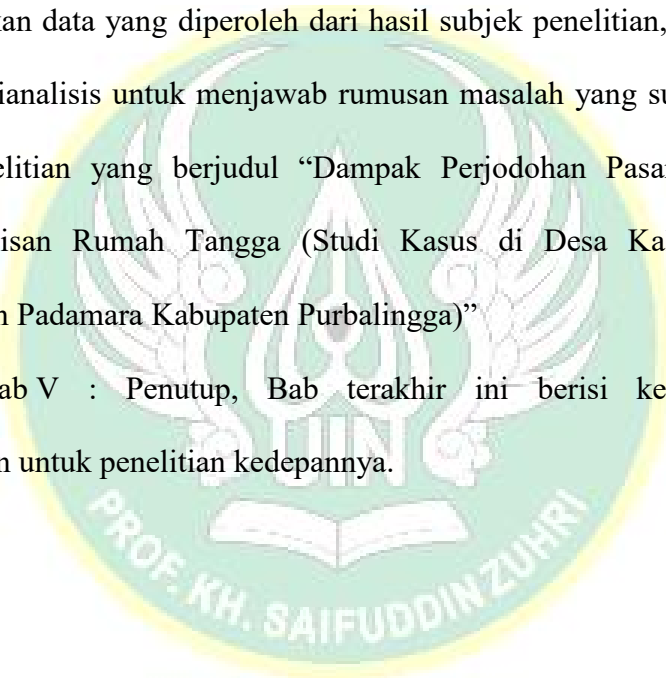 kan data yang diperoleh dari hasil subjek penelitian,
ianalisis untuk menjawab rumusan masalah yang su
elitian yang berjudul “Dampak Perjodohan Pasa
isan Rumah Tangga (Studi Kasus di Desa Ka
n Padamara Kabupaten Purbalingga)”
ab V : Penutup, Bab terakhir ini berisi ke
n untuk penelitian kedepannya.
UIN
PROF. KH. SAIFUDDIN ZUHRI